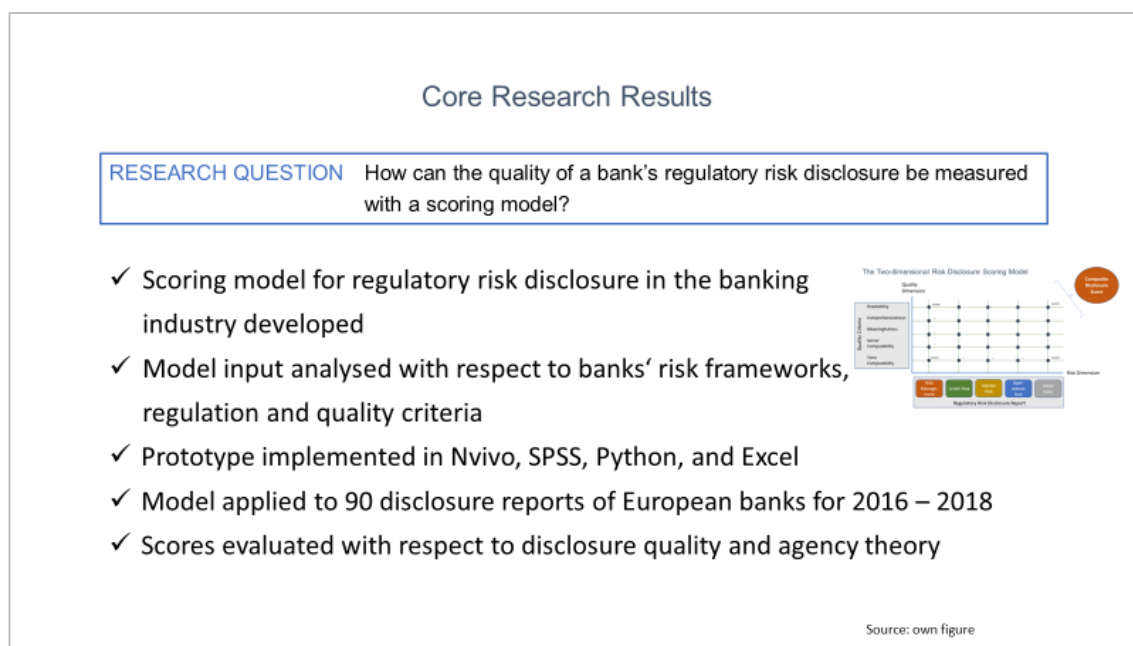 Core Research Results
RESEARCH QUESTION How can the quality of a bank's regulatory risk disclosure be measured
with a scoring model?
✓ Scoring model for regulatory risk disclosure in the banking
industry developed
✓ Model input analysed with respect to banks‘ risk frameworks,
regulation and quality criteria
✓ Prototype implemented in Nvivo, SPSS, Python, and Excel
✓ Model applied to 90 disclosure reports of European banks for 2016 – 2018
✓ Scores evaluated with respect to disclosure quality and agency theory
The Two-dimensional Risk Disclosure Scoring Model
Quality
Dimension
Composite
Disclosure
Score
Quality Criteria
Readability
Comprehensiveness
Meaningfulness
Comparability
Time
Comparability
Risk Dimension
Credit Risk
Market
Risk
Regulatory Risk Disclosure Report
Source: own figure